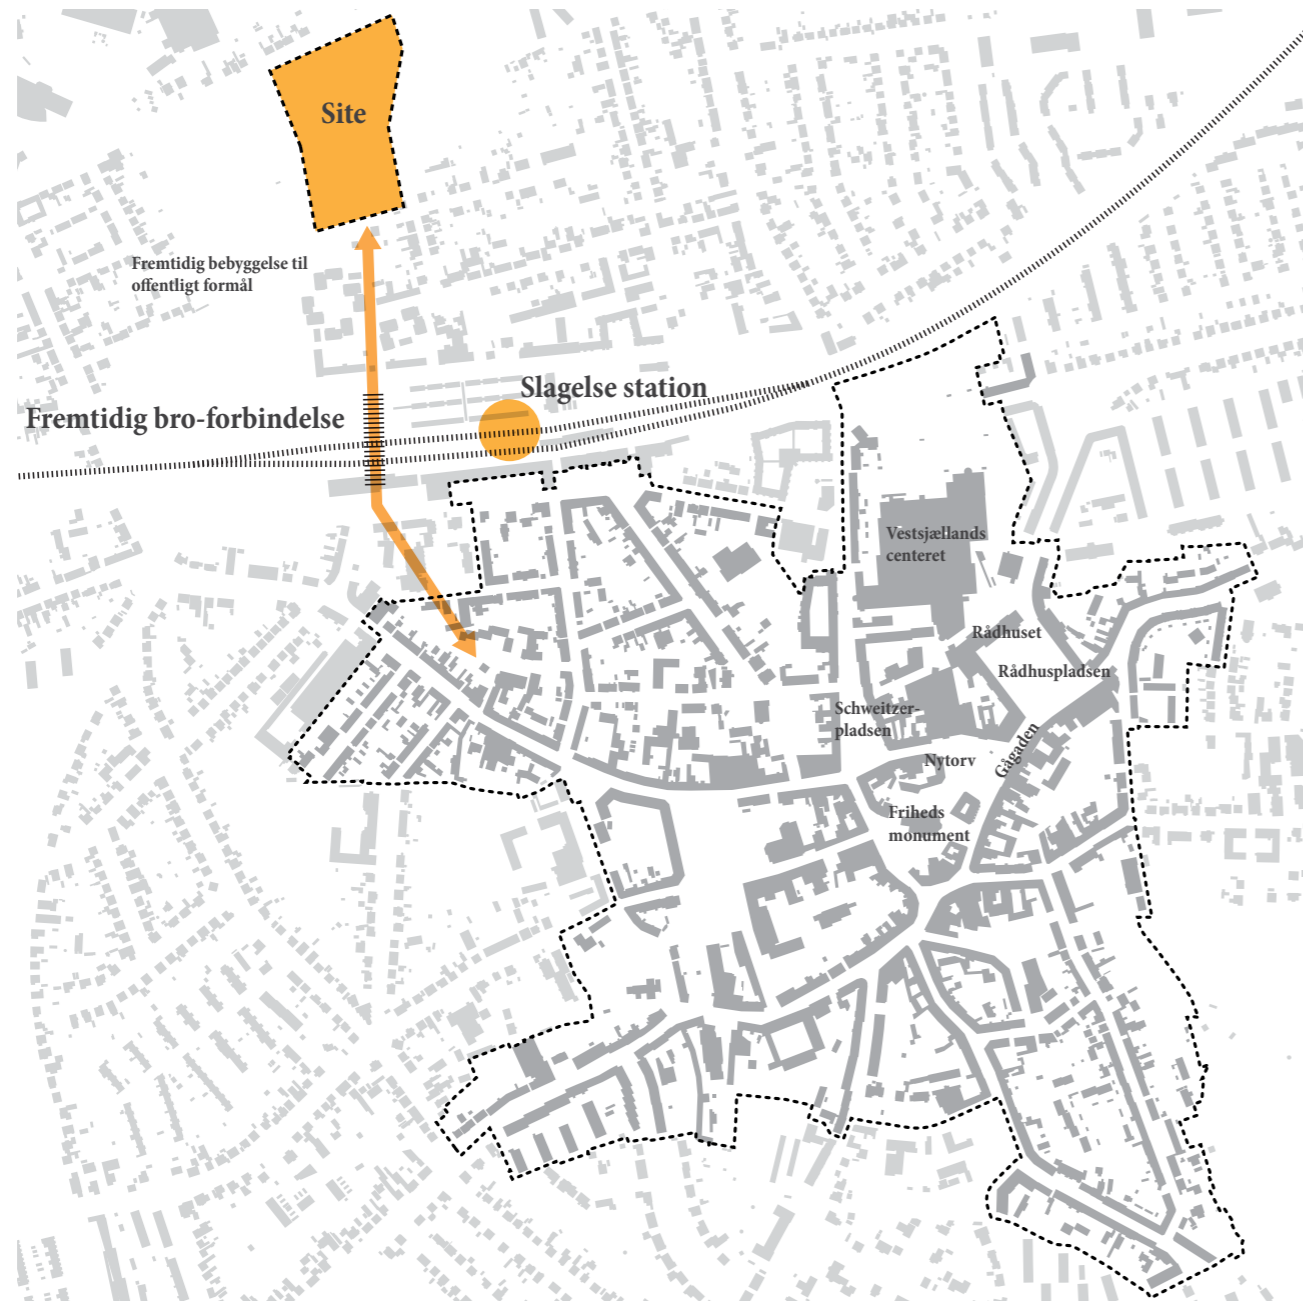 Site
Fremtidig bebyggelse til
offentligt formål
Slagelse station
Fremtidig bro-forbindelse
Vestsjællands
centeret
Rådhuset
Rådhuspladsen
Schweitzer-
pladsen
Gågaden
Nytorv
Friheds
monument